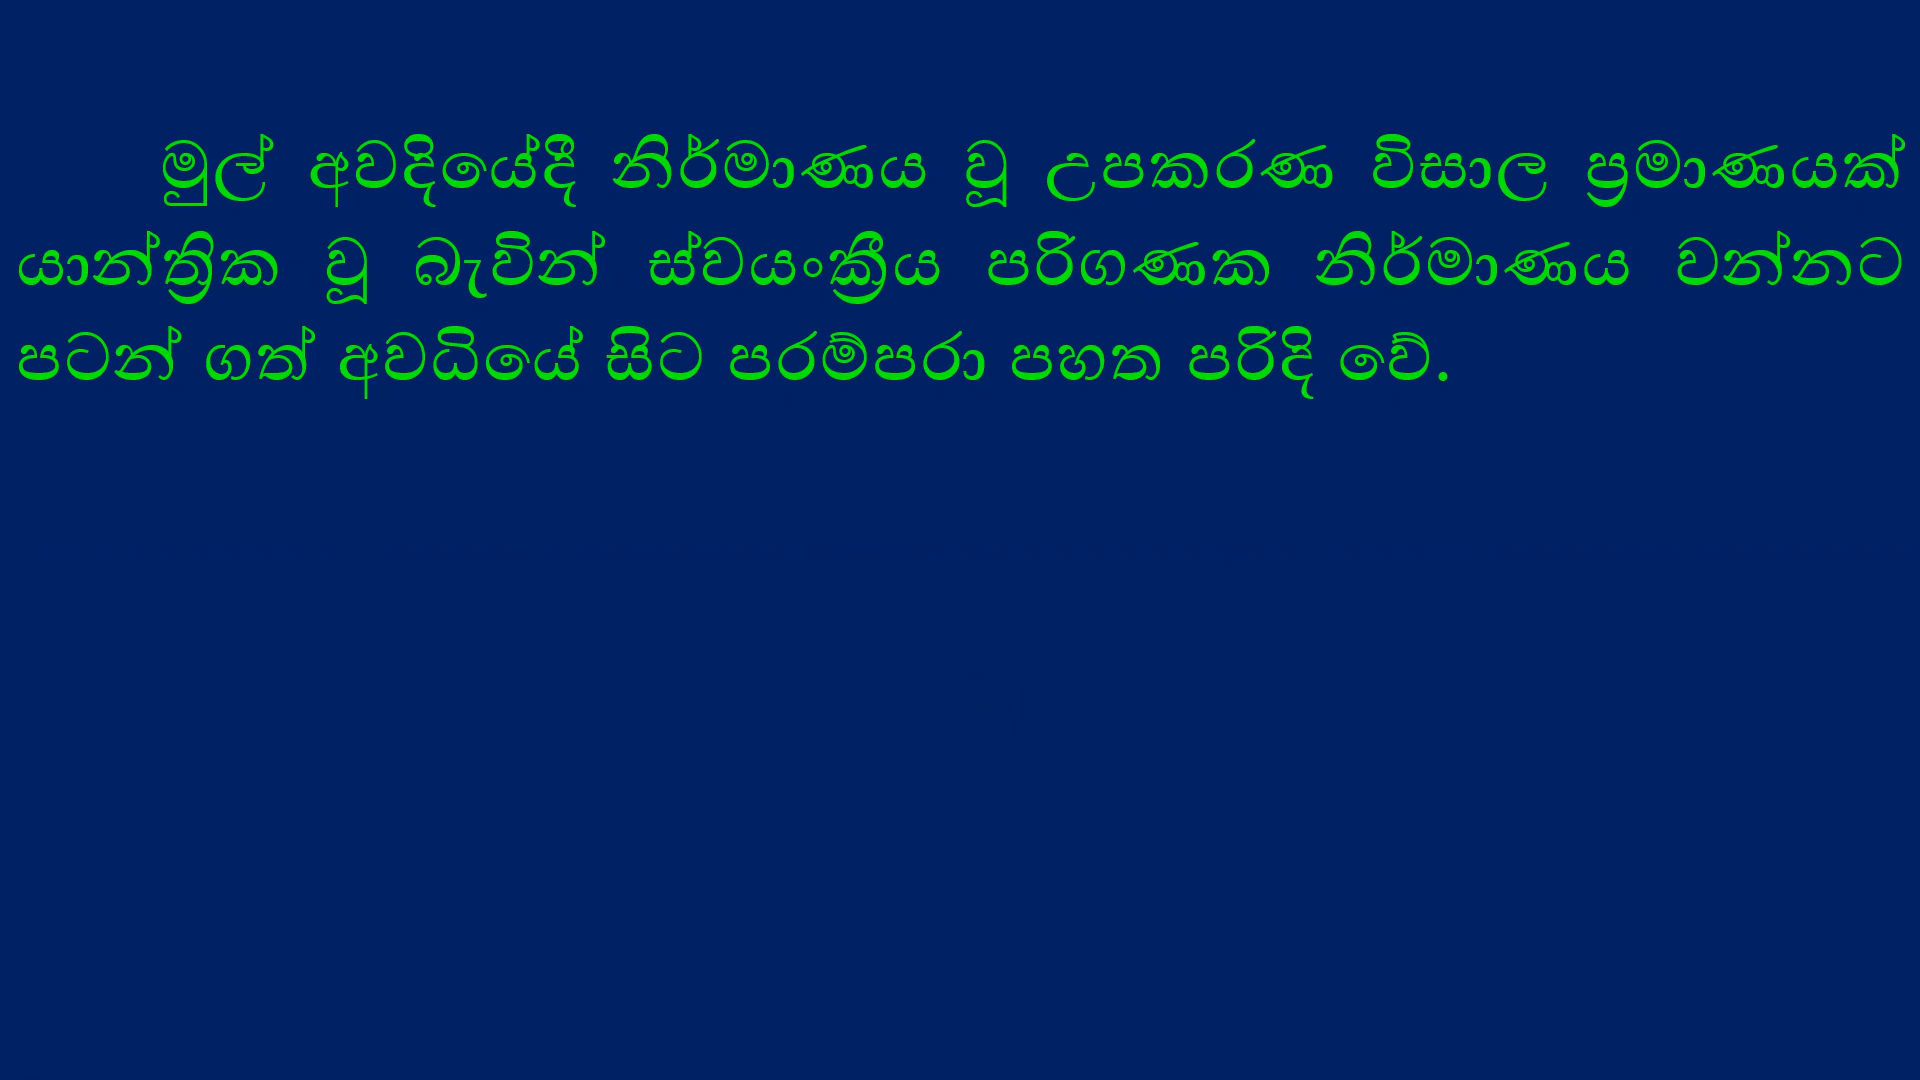 මුල් අවදියේදී නිර්මාණය වූ උපකරණ විසාල ප්‍රමාණයක්
යාන්ත්‍රික වූ බැවින් ස්වයංක්‍රීය පරිගණක නිර්මාණය වන්නට
පටන් ගත් අවධියේ සිට පරම්පරා පහත පරිදි වේ.